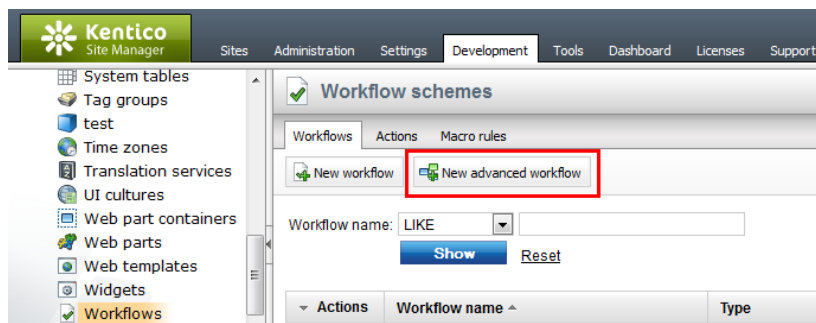 Kentico
Site Manager Sites Administration Settings Development Tools Dashboard Licenses Support
System tables
Tag groups
test
Time zones
Translation services
UI cultures
Web part containers
Web parts
Web templates
Widgets
Workflows
Workflow schemes
Workflows Actions Macro rules
New workflow New advanced workflow
Workflow name: LIKE
Show Reset
Actions Workflow name Type